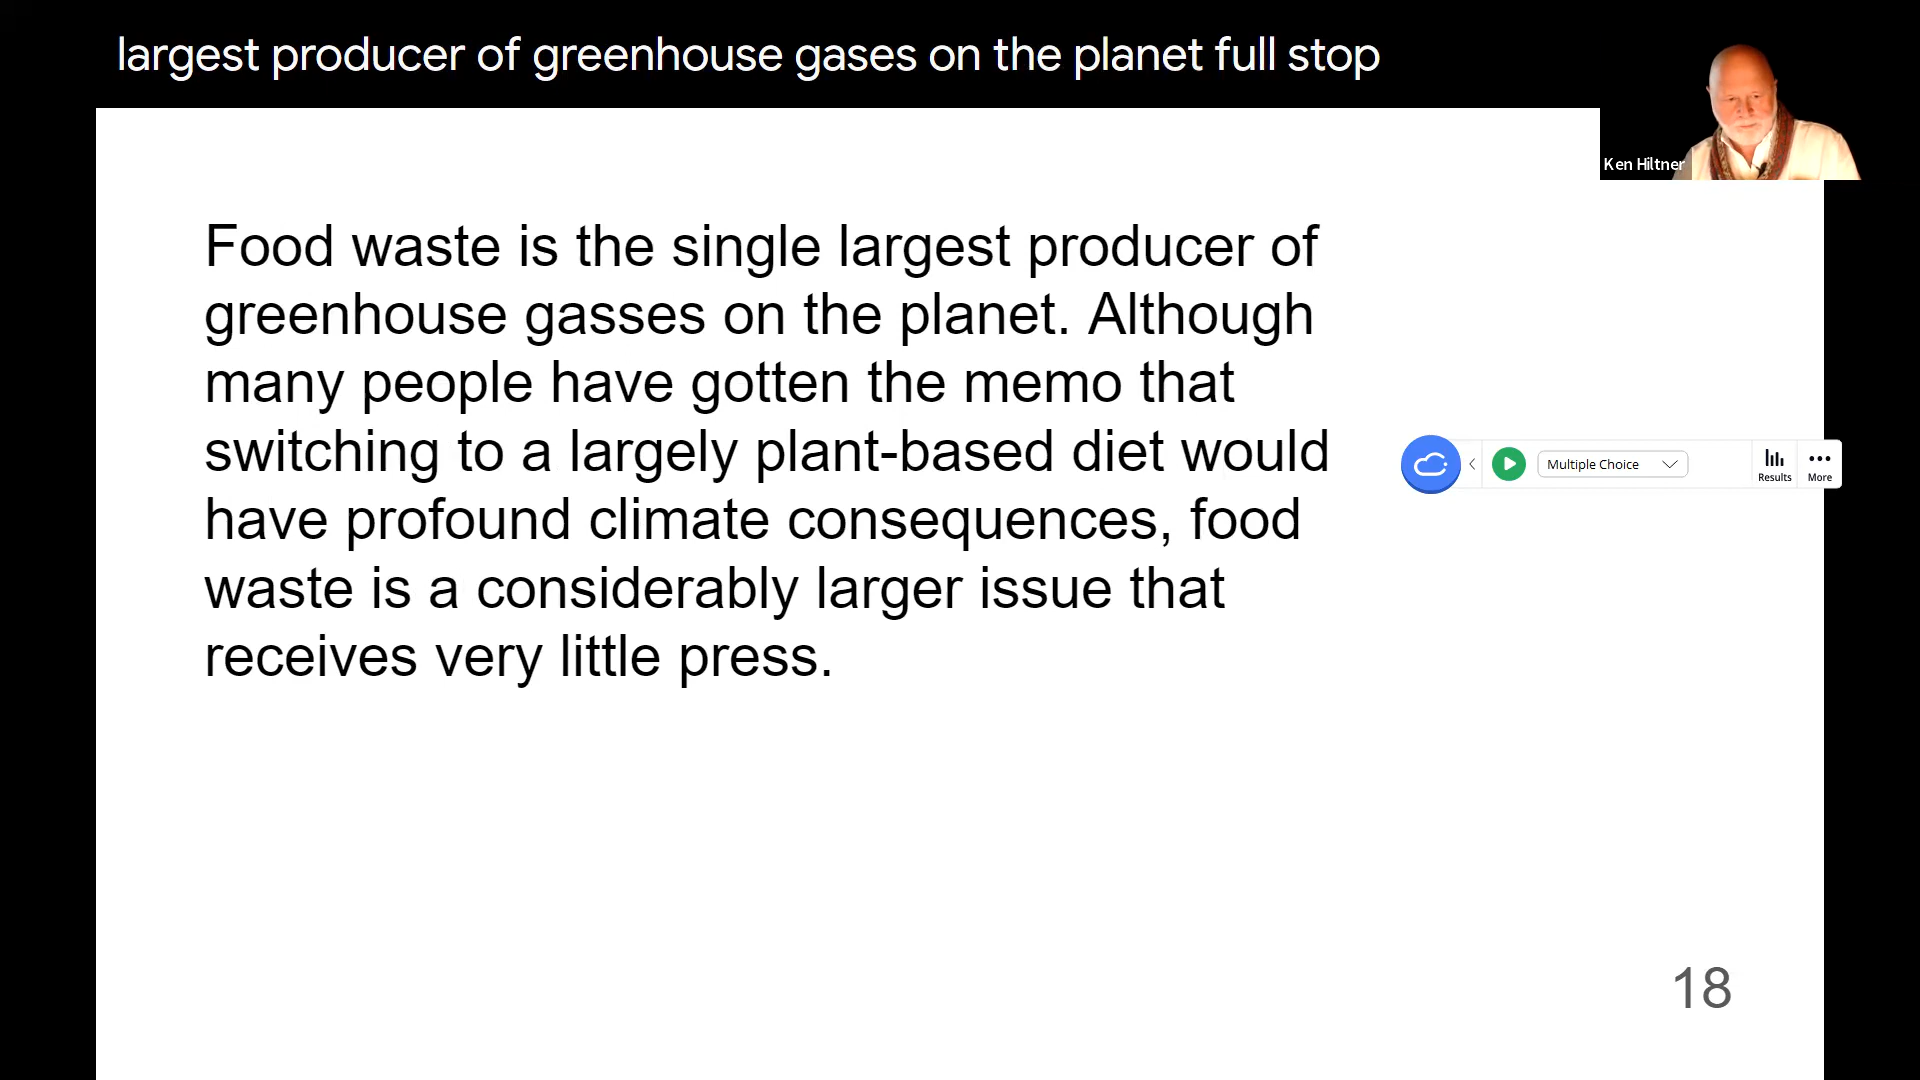 largest producer of greenhouse gases on the planet full stop
Ken Hiltner
Food waste is the single largest producer of
greenhouse gasses on the planet. Although
many people have gotten the memo that
switching to a largely plant-based diet would
have profound climate consequences, food
waste is a considerably larger issue that
receives very little press.
Multiple Choice
Results
More
18